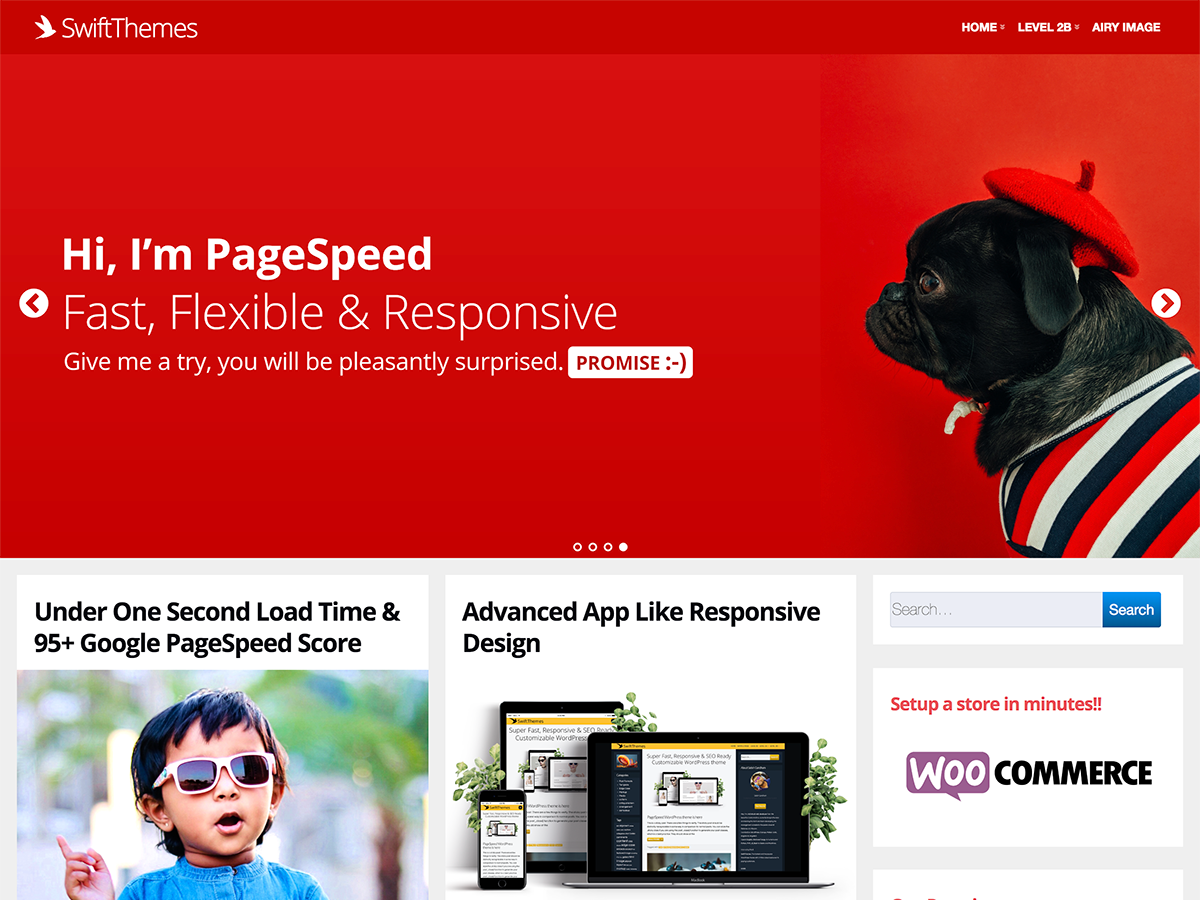 SwiftThemes
HOME
LEVEL 2B
AIRY IMAGE
Hi, I’m PageSpeed
Fast, Flexible & Responsive
Give me a try, you will be pleasantly surprised. PROMISE :-)
Under One Second Load Time &
95+ Google PageSpeed Score
Advanced App Like Responsive
Design
SwiftThemes
Super Fast, Responsive & SEO Ready
Customizable WordPress
SwiftThemes
Super Fast, Responsive & SEO Ready
Customizable WordPress theme
SwiftThemes
MacBook
Search…
Search
Setup a store in minutes!!
WOO COMMERCE